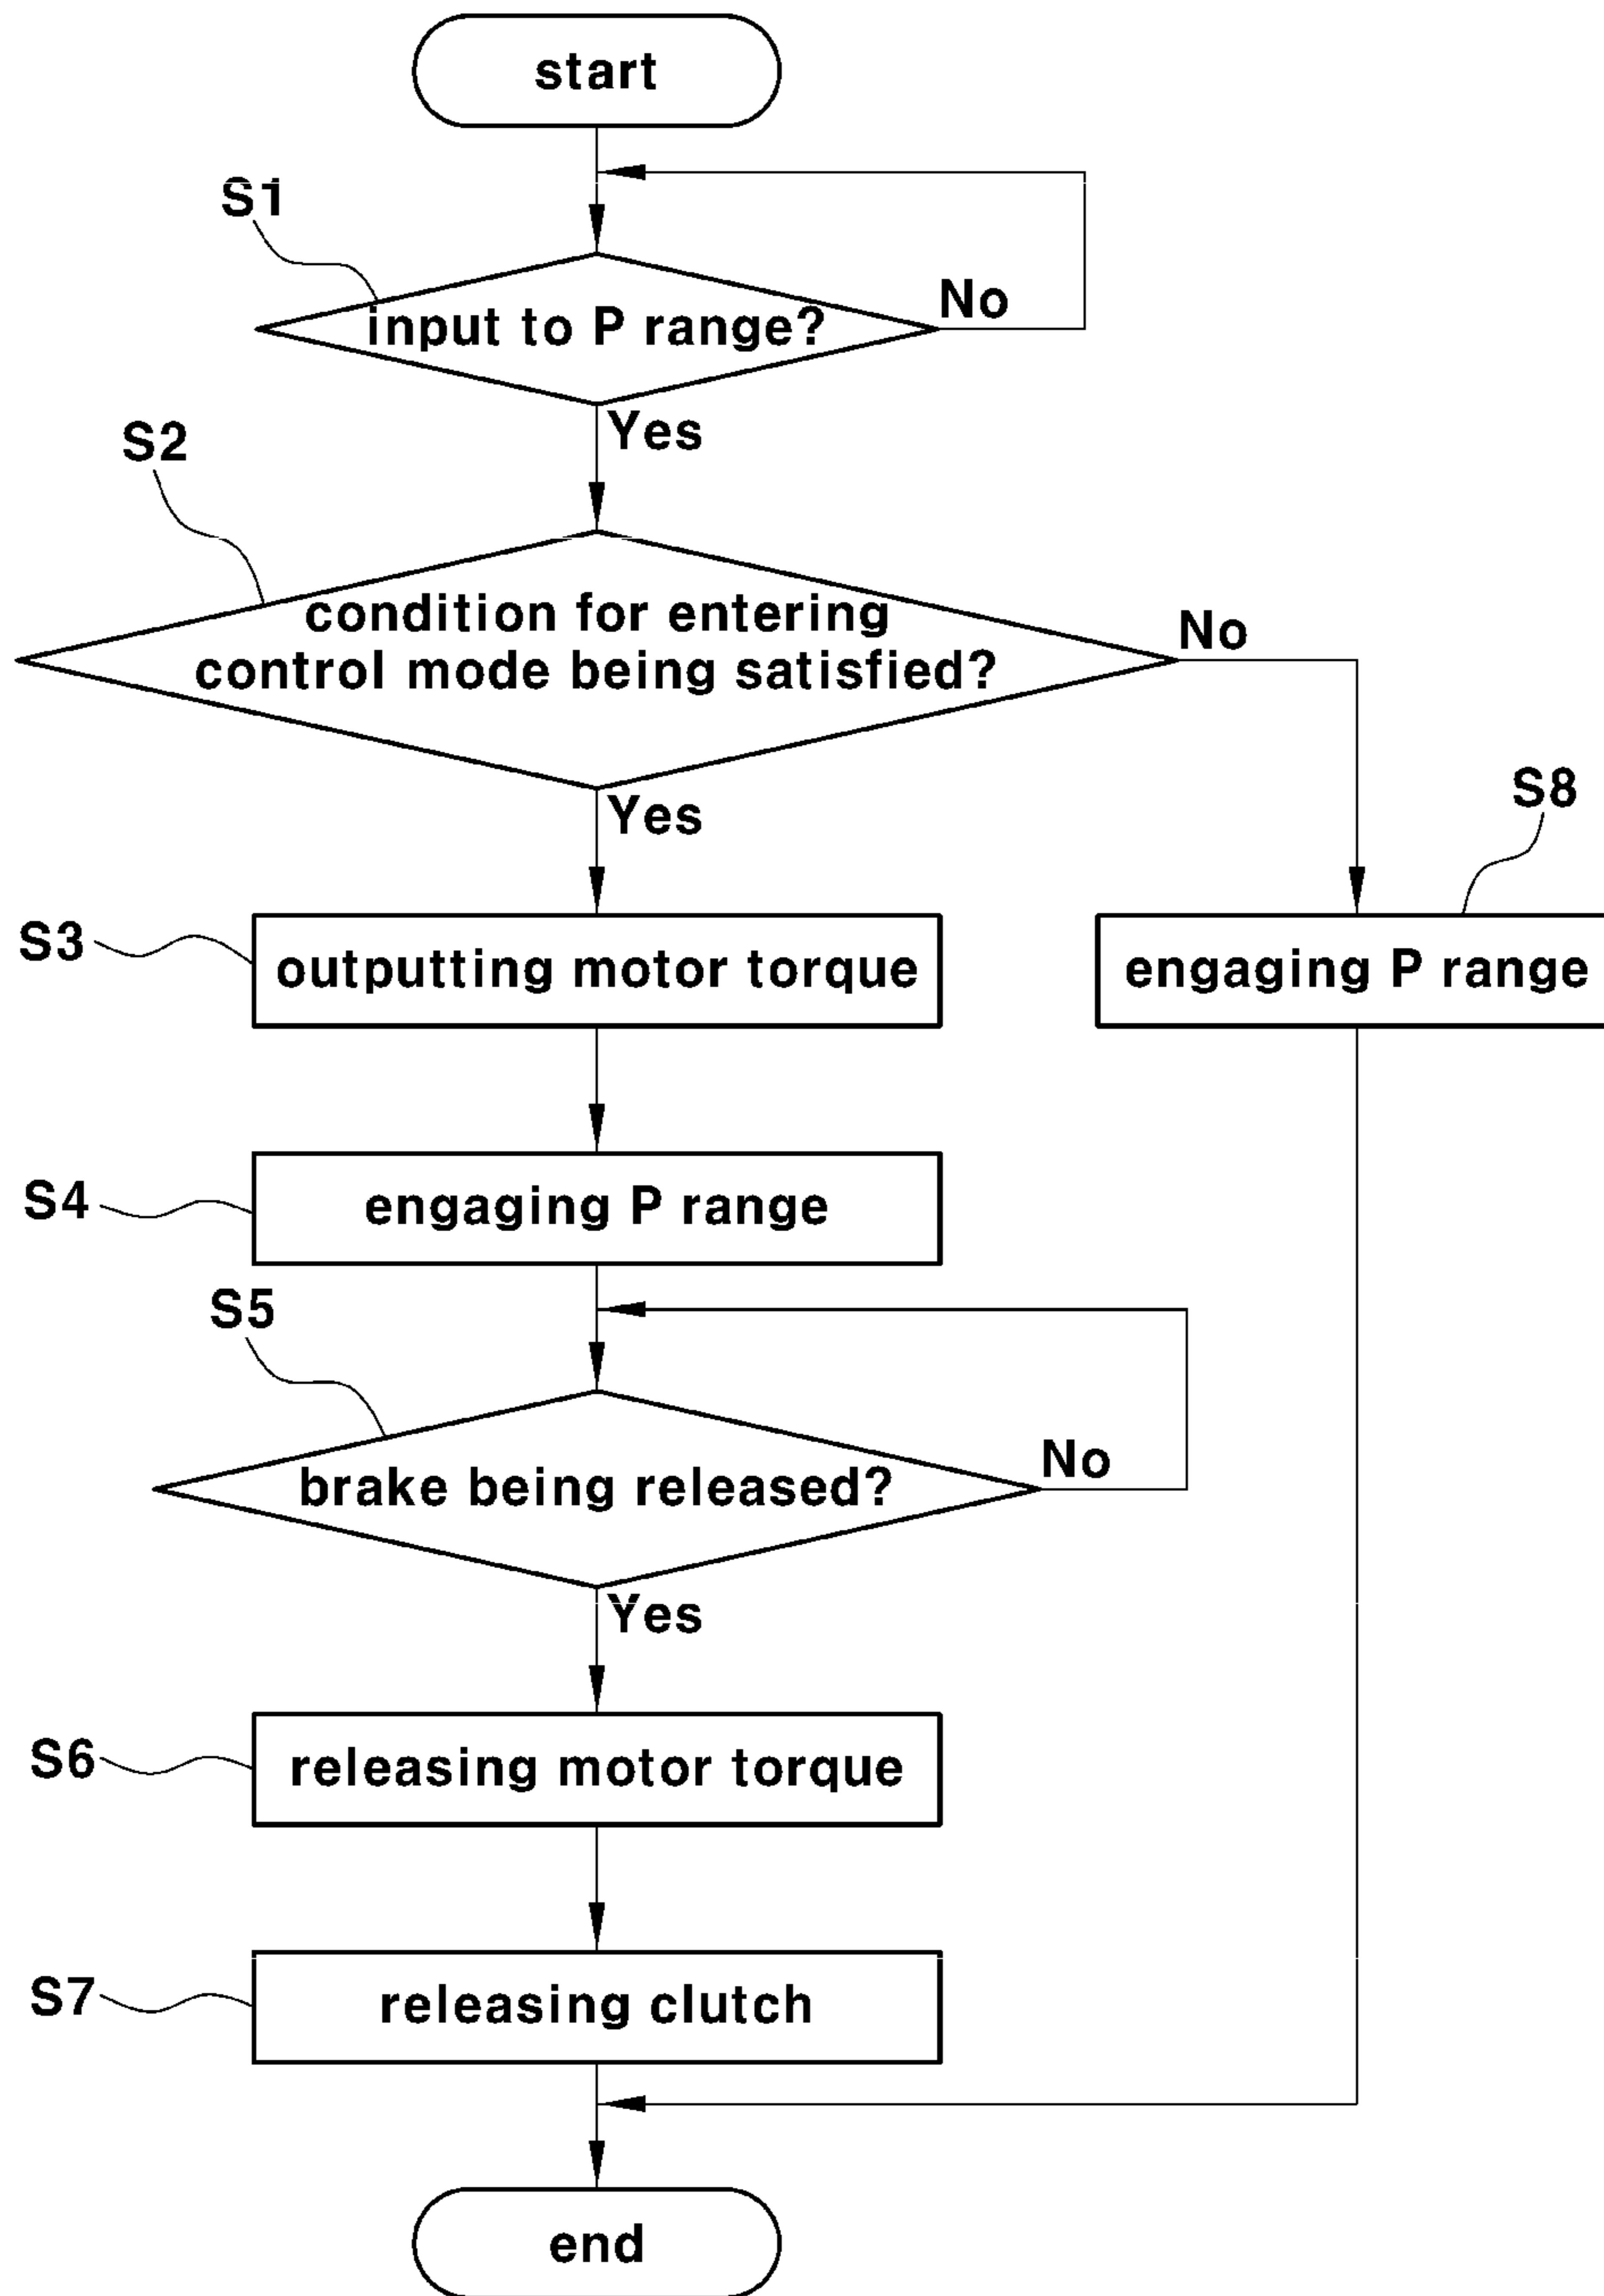 start
S1
input to P range?
No
Yes
S2
condition for entering
control mode being satisfied?
No
Yes
S8
S3
outputting motor torque
engaging P range
S4
engaging P range
S5
brake being released?
No
Yes
S6
releasing motor torque
S7
releasing clutch
end